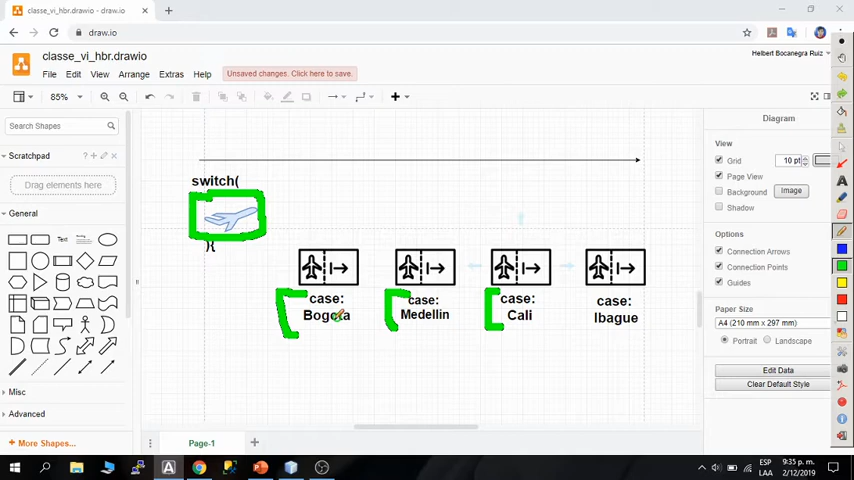 classe_vi_hbr.drawio - draw.io
draw.io
classe_vi_hbr.drawio
Helbert Bocanegra Ruiz
File Edit View Arrange Extras Help
Unsaved changes. Click here to save.
85%
Search Shapes
Scratchpad
Drag elements here
General
Text
Misc
Advanced
+ More Shapes...
switch(
){
case:
Bogota
case:
Medellin
case:
Cali
case:
Ibague
Page-1
Diagram
View
Grid
10 pt
Page View
Background
Image
Shadow
Options
Connection Arrows
Connection Points
Guides
Paper Size
A4 (210 mm x 297 mm)
Portrait
Landscape
Edit Data
Clear Default Style
ESP
LAA
9:35 p. m.
2/12/2019